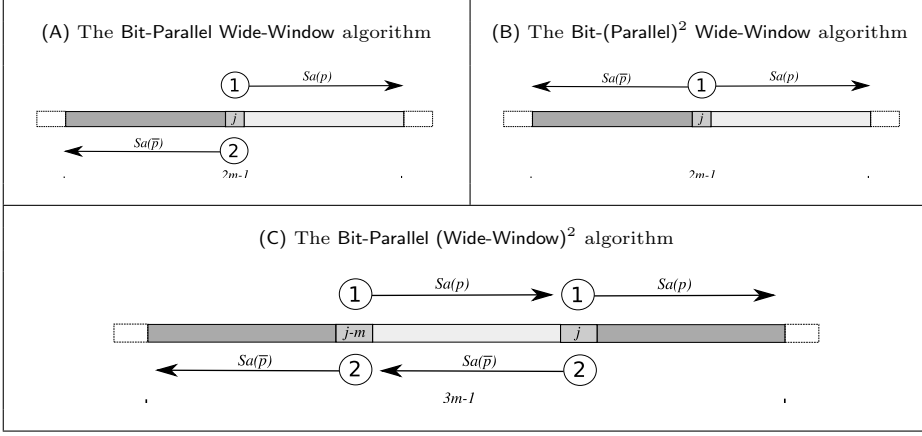 (A) The Bit-Parallel Wide-Window algorithm
1 Sa(p)
j
Sa(p̅) 2
2m-1
(B) The Bit-(Parallel)² Wide-Window algorithm
Sa(p̅) 1 Sa(p)
j
2m-1
(C) The Bit-Parallel (Wide-Window)² algorithm
1 Sa(p) 1 Sa(p)
j-m j
Sa(p̅) 2 Sa(p̅) 2
3m-1